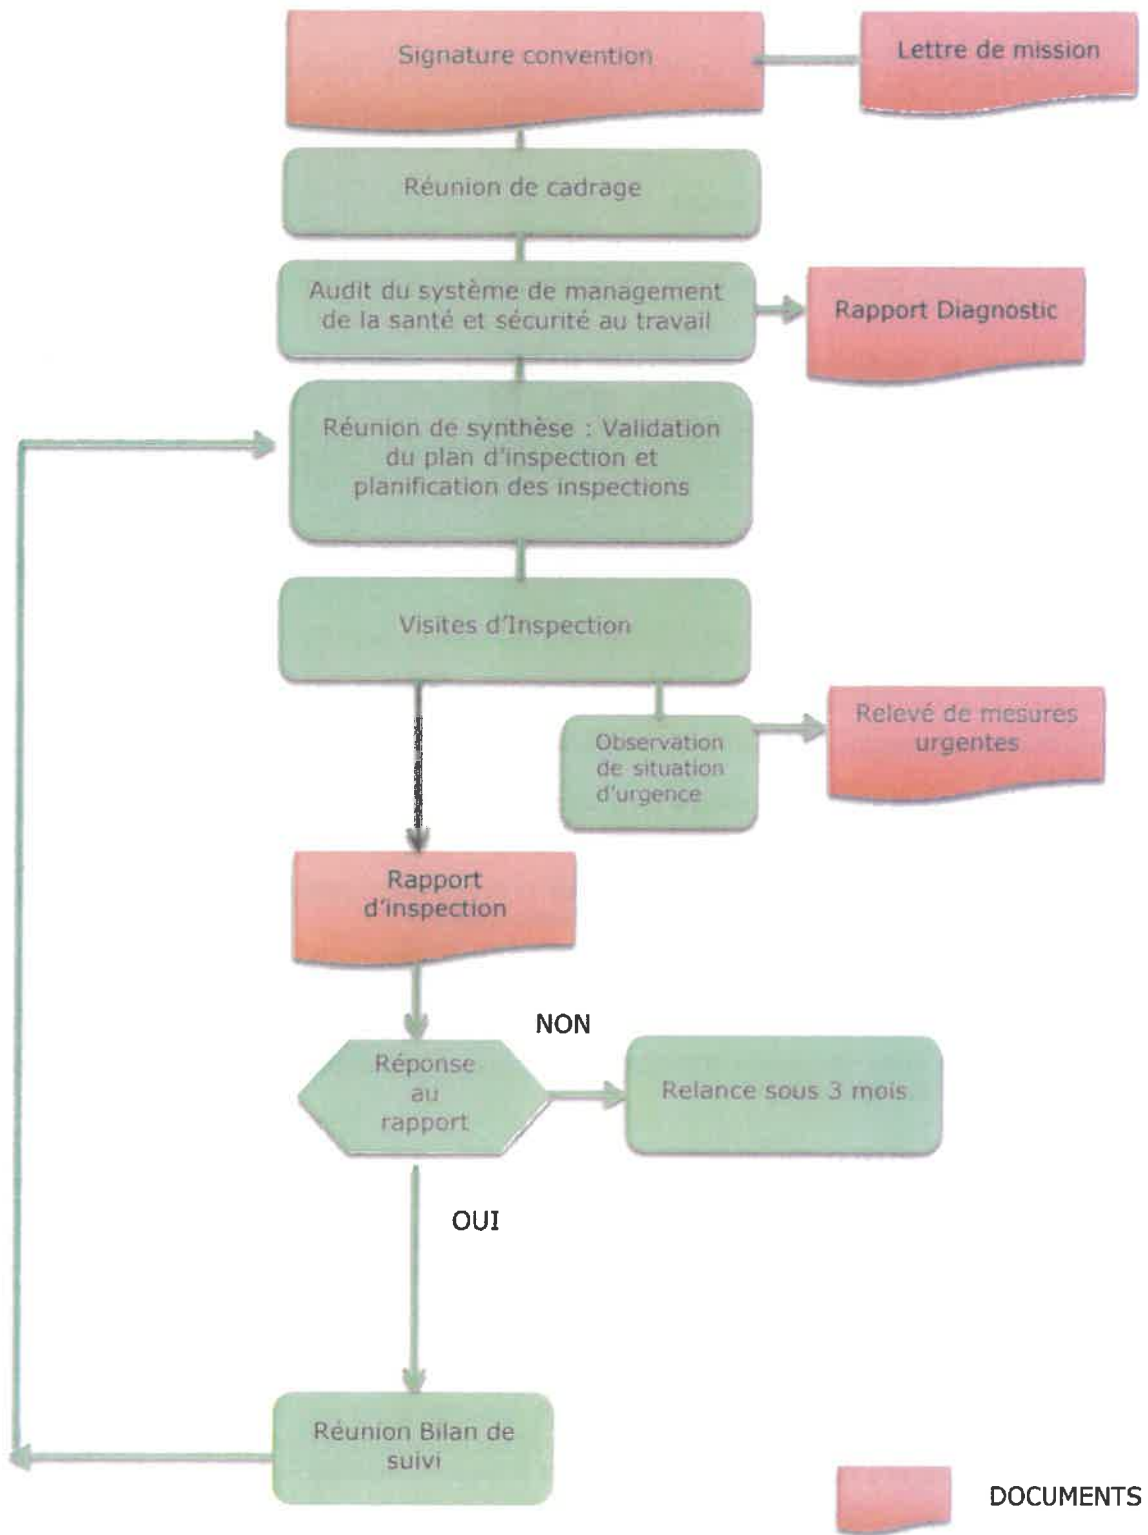 Signature convention
Lettre de mission
Réunion de cadrage
Audit du système de management
de la santé et sécurité au travail
Rapport Diagnostic
Réunion de synthèse : Validation
du plan d'inspection et
planification des inspections
Visites d'Inspection
Observation
de situation
d'urgence
Relevé de mesures
urgentes
Rapport
d'inspection
NON
Réponse
au
rapport
Relance sous 3 mois
OUI
Réunion Bilan de
suivi
DOCUMENTS